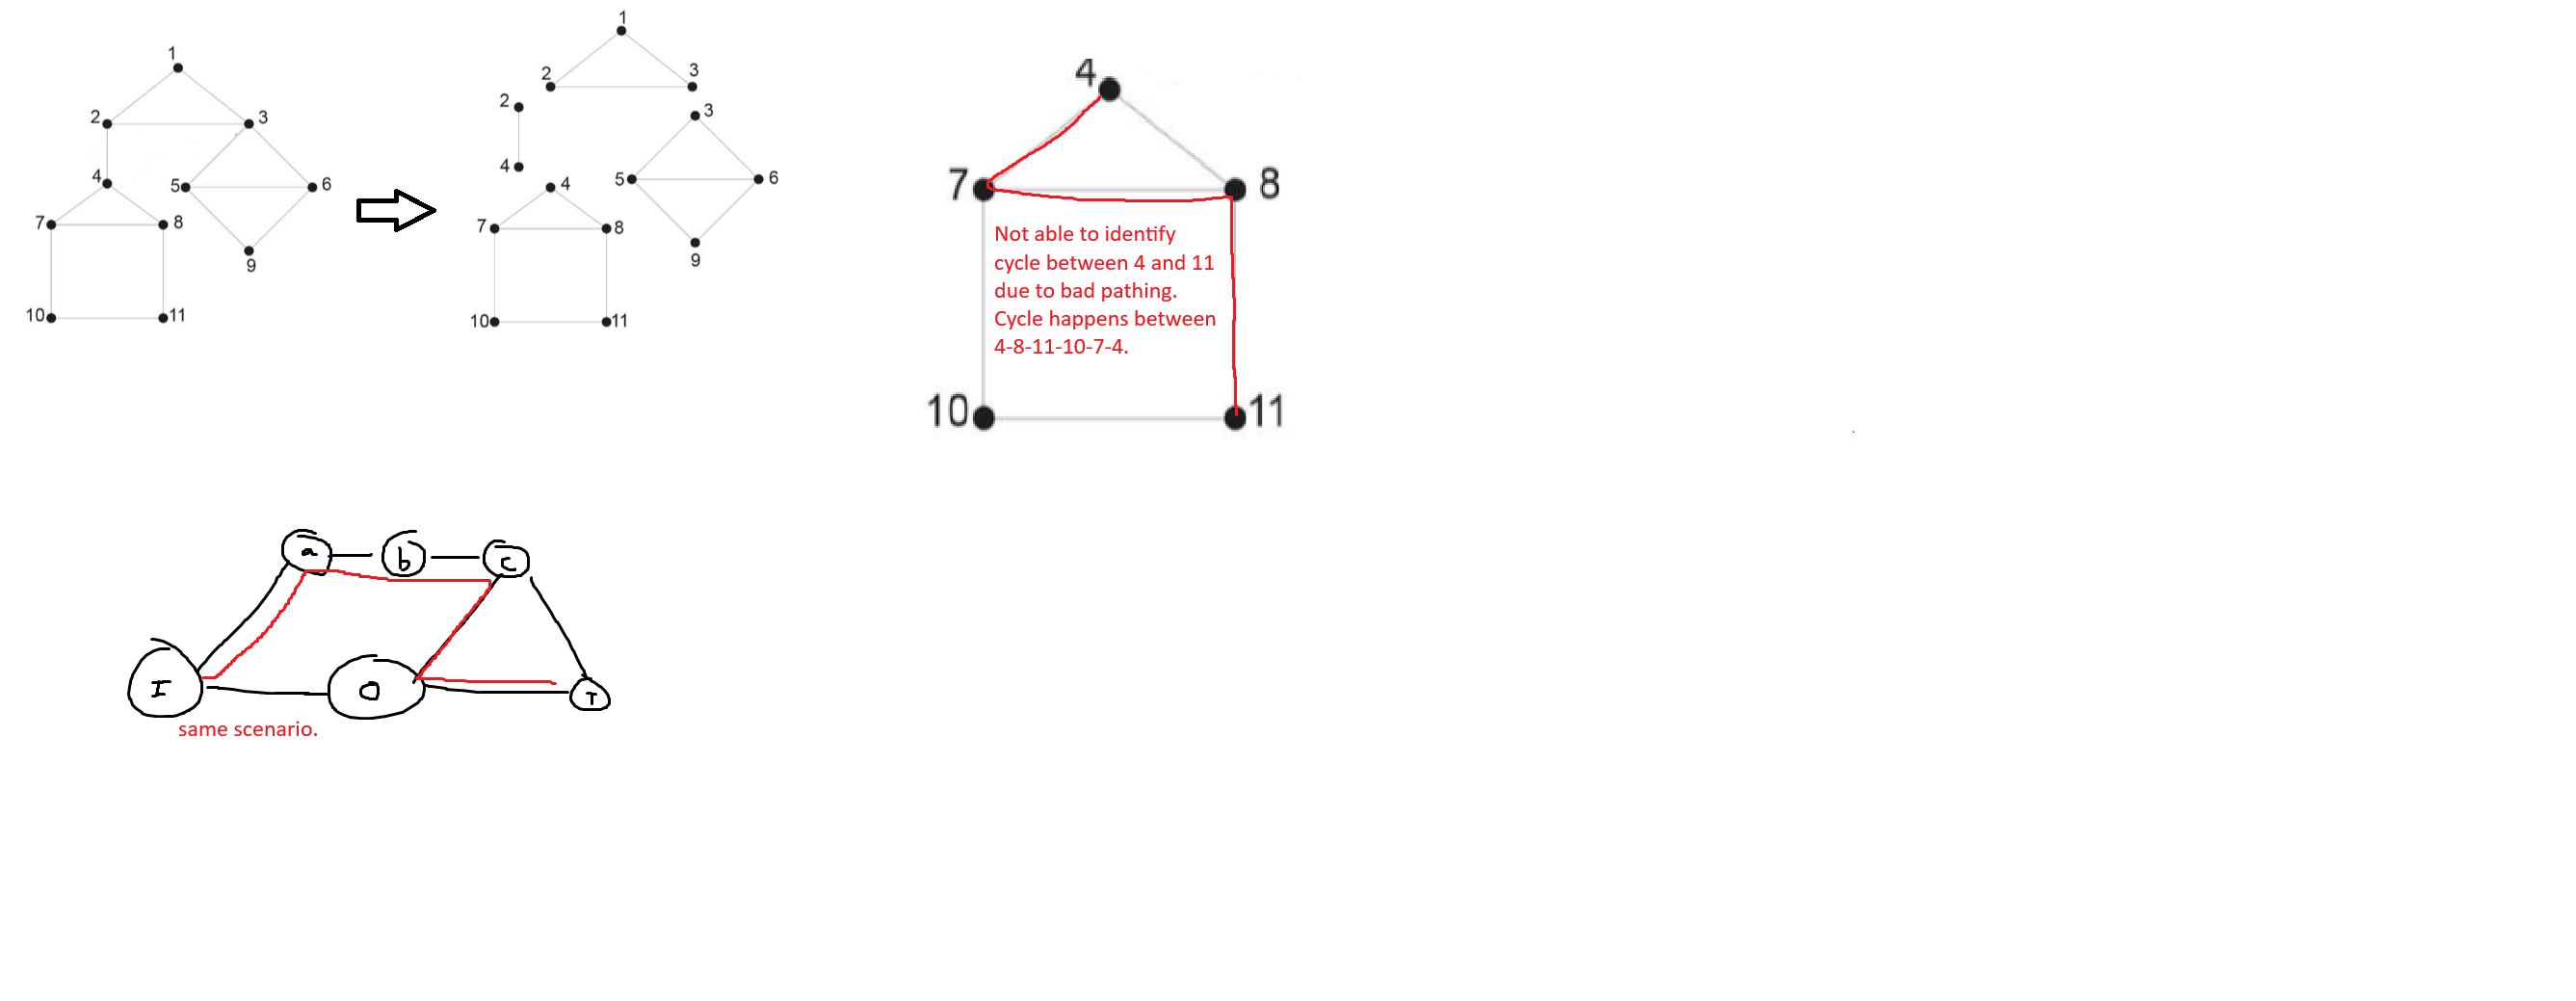 1
2
3
4
5
6
7
8
9
10
11
1
2
3
2
4
3
5
6
9
4
7
8
10
11
4
7
8
Not able to identify
cycle between 4 and 11
due to bad pathing.
Cycle happens between
4-8-11-10-7-4.
10
11
a
b
c
I
O
T
same scenario.